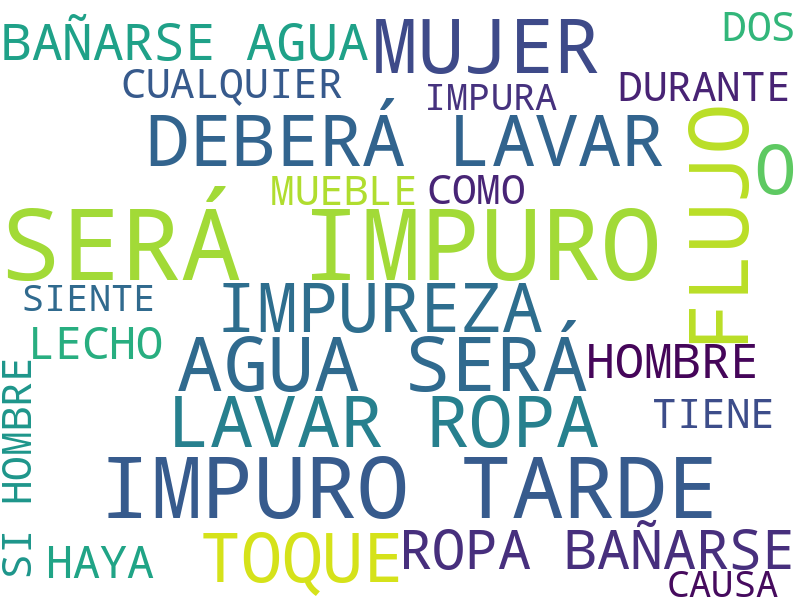 BAÑARSE AGUA
MUJER
DOS
CUALQUIER
IMPURA
DURANTE
DEBERÁ LAVAR
FLUJO
O
MUEBLE
COMO
SERÁ IMPURO
SIENTE
IMPUREZA
LECHO
AGUA SERÁ
HOMBRE
SI HOMBRE
LAVAR ROPA
TIENE
IMPURO TARDE
HAYA
TOQUE
ROPA BAÑARSE
CAUSA